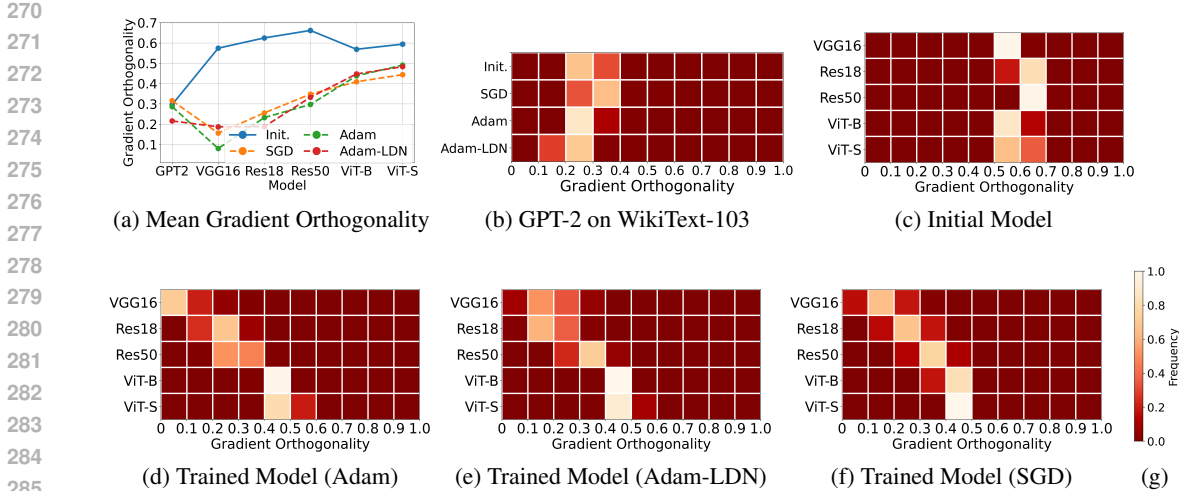 270
271
272
273
274
275
276
277
278
279
280
281
282
283
284
285
Gradient Orthogonality
0.7
0.6
0.5
0.4
0.3
0.2
0.1
Init.
SGD
Adam
Adam-LDN
GPT2 VGG16 Res18 Res50 ViT-B ViT-S
Model
(a) Mean Gradient Orthogonality
Init.
SGD
Adam
Adam-LDN
0 0.1 0.2 0.3 0.4 0.5 0.6 0.7 0.8 0.9 1.0
Gradient Orthogonality
(b) GPT-2 on WikiText-103
VGG16
Res18
Res50
ViT-B
ViT-S
0 0.1 0.2 0.3 0.4 0.5 0.6 0.7 0.8 0.9 1.0
Gradient Orthogonality
(c) Initial Model
VGG16
Res18
Res50
ViT-B
ViT-S
0 0.1 0.2 0.3 0.4 0.5 0.6 0.7 0.8 0.9 1.0
Gradient Orthogonality
(d) Trained Model (Adam)
VGG16
Res18
Res50
ViT-B
ViT-S
0 0.1 0.2 0.3 0.4 0.5 0.6 0.7 0.8 0.9 1.0
Gradient Orthogonality
(e) Trained Model (Adam-LDN)
VGG16
Res18
Res50
ViT-B
ViT-S
0 0.1 0.2 0.3 0.4 0.5 0.6 0.7 0.8 0.9 1.0
Gradient Orthogonality
(f) Trained Model (SGD)
1.0
0.8
0.6
0.4
0.2
0.0
Frequency
(g)